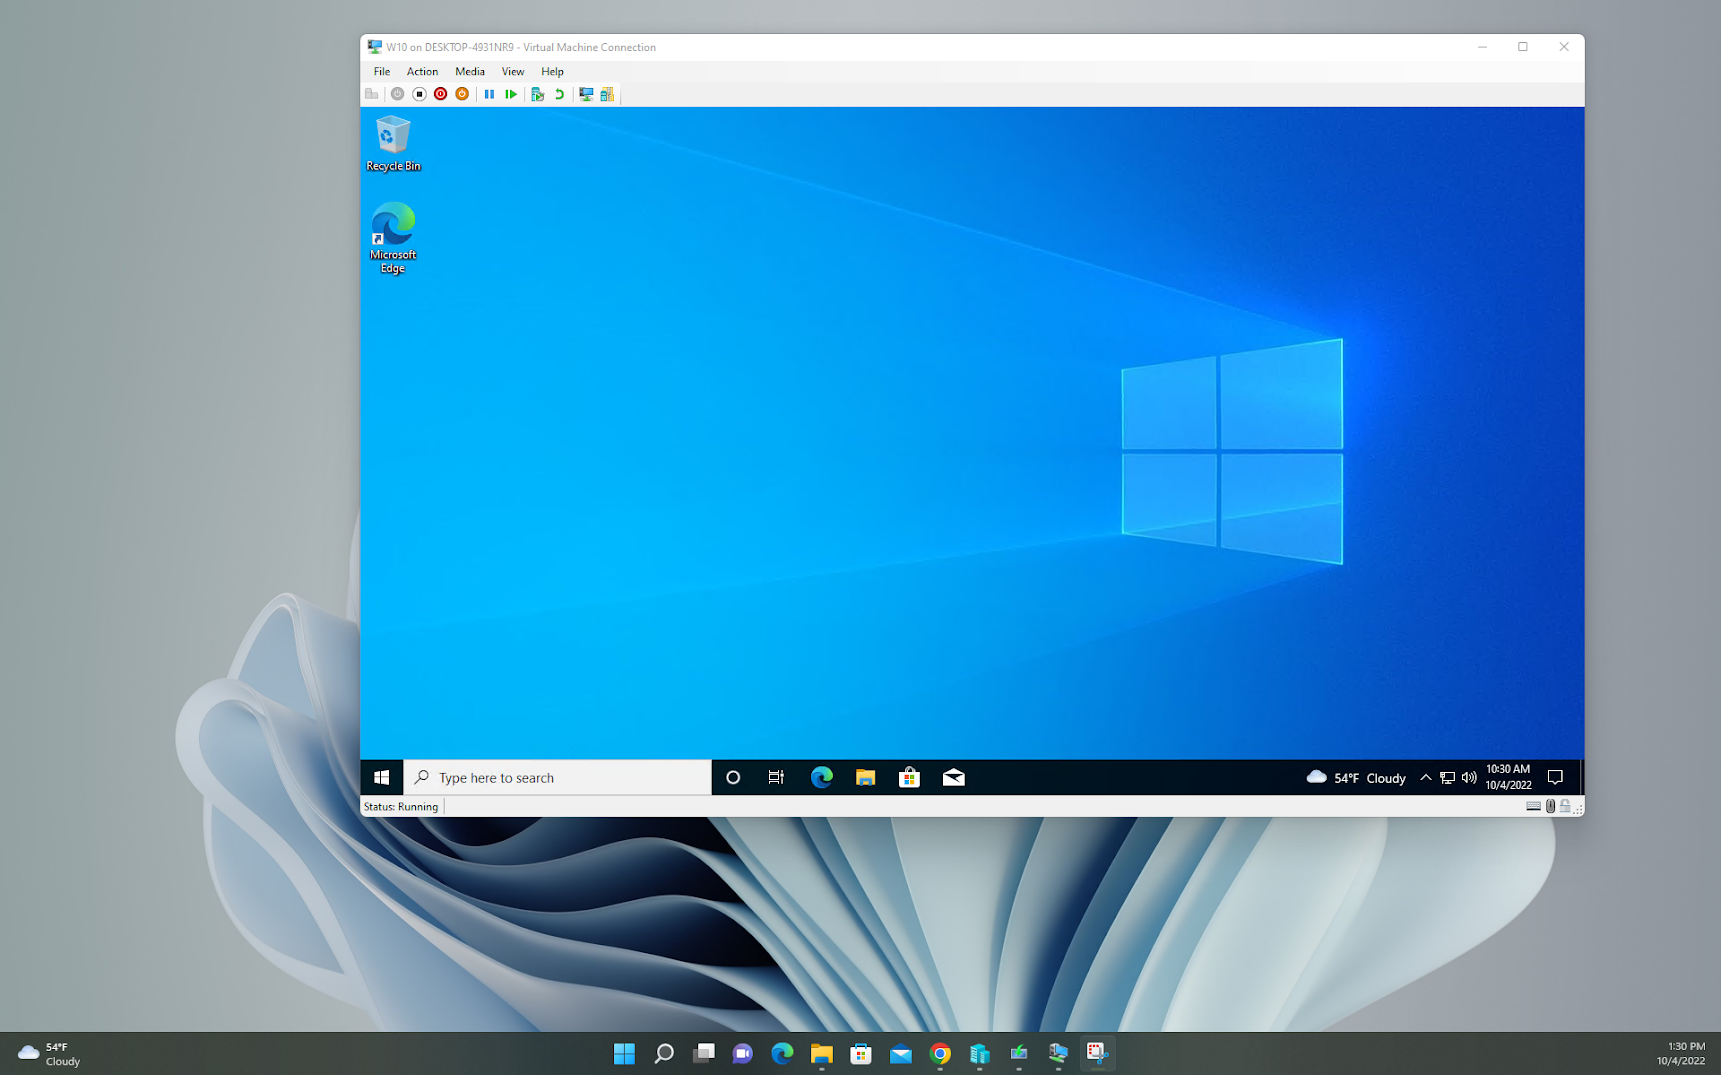 W10 on DESKTOP-4931NR9 - Virtual Machine Connection
File Action Media View Help
Recycle Bin
Microsoft
Edge
Type here to search
54°F Cloudy
10:30 AM
10/4/2022
Status: Running
54°F
Cloudy
1:30 PM
10/4/2022